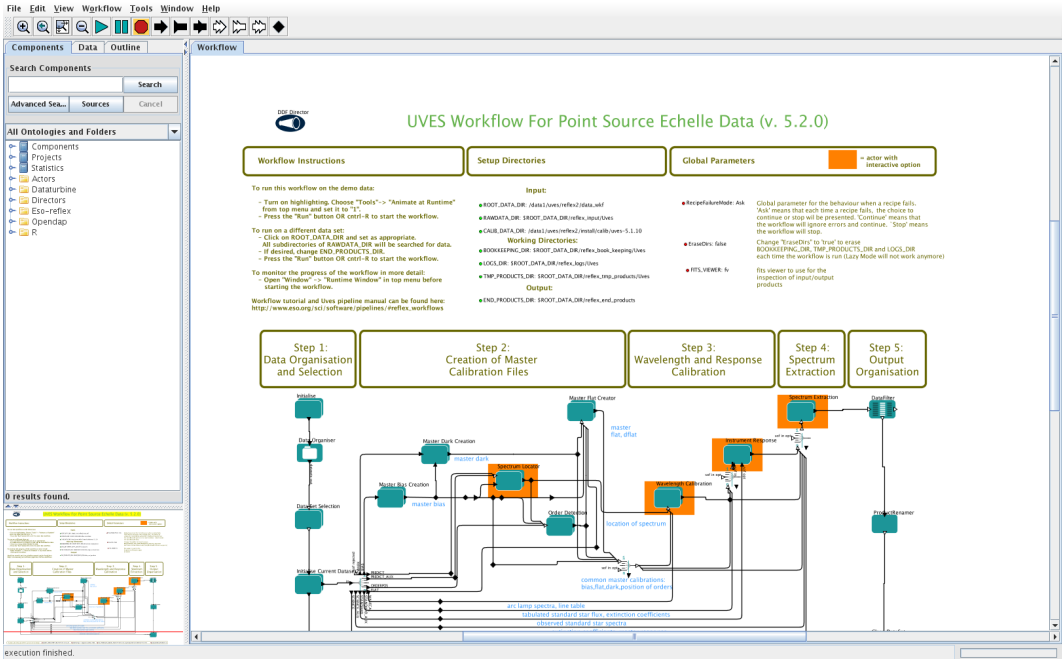 File Edit View Workflow Tools Window Help
Components Data Outline
Workflow
Search Components
Search
Advanced Sea... Sources Cancel
All Ontologies and Folders
Components
Projects
Statistics
Actors
Dataturbine
Directors
Eso-reflex
Opendap
R
0 results found.
execution finished.
DDF Director
UVES Workflow For Point Source Echelle Data (v. 5.2.0)
Workflow Instructions
Setup Directories
Global Parameters
= actor with
interactive option
To run this workflow on the demo data:
- Turn on highlighting. Choose "Tools"-> "Animate at Runtime"
from top menu and set it to "1".
- Press the "Run" button OR cntrl-R to start the workflow.
To run on a different data set:
- Click on ROOT_DATA_DIR and set as appropriate.
All subdirectories of RAWDATA_DIR will be searched for data.
- If desired, change END_PRODUCTS_DIR.
- Press the "Run" button OR cntrl-R to start the workflow.
To monitor the progress of the workflow in more detail:
- Open "Window" -> "Runtime Window" in top menu before
starting the workflow.
Workflow tutorial and Uves pipeline manual can be found here:
http://www.eso.org/sci/software/pipelines/#reflex_workflows
Input:
ROOT_DATA_DIR: /data1/uves/reflex2/data_wkf
RAWDATA_DIR: $ROOT_DATA_DIR/reflex_input/Uves
CALIB_DATA_DIR: /data1/uves/reflex2/install/calib/uves-5.1.10
Working Directories:
BOOKKEEPING_DIR: $ROOT_DATA_DIR/reflex_book_keeping/Uves
LOGS_DIR: $ROOT_DATA_DIR/reflex_logs/Uves
TMP_PRODUCTS_DIR: $ROOT_DATA_DIR/reflex_tmp_products/Uves
Output:
END_PRODUCTS_DIR: $ROOT_DATA_DIR/reflex_end_products
RecipeFailureMode: Ask
Global parameter for the behaviour when a recipe fails.
'Ask' means that each time a recipe fails, the choice to
continue or stop wil be presented. 'Continue' means that
the workflow will ignore errors and continue. `Stop' means
the workflow will stop.
EraseDirs: false
Change "EraseDirs" to 'true' to erase
BOOKKEEPING_DIR, TMP_PRODUCTS_DIR and LOGS_DIR
each time the workflow is run (Lazy Mode will not work anymore)
FITS_VIEWER: fv
fits viewer to use for the
inspection of input/output
products
Step 1:
Data Organisation
and Selection
Step 2:
Creation of Master
Calibration Files
Step 3:
Wavelength and Response
Calibration
Step 4:
Spectrum
Extraction
Step 5:
Output
Organisation
Initialise
Master Flat Creator
Spectrum Extraction
DataFilter
master
flat, dflat
Data Organiser
Master Dark Creation
master dark
Instrument Response
Spectrum Locator
Master Bias Creation
master bias
Wavelength Calibration
DataSet Selection
Order Detection
location of spectrum
ProductRenamer
Initialise Current Dataset
common master calibrations:
bias,flat,dark,position of orders
arc lamp spectra, line table
tabulated standard star flux, extinction coefficients
observed standard star spectra